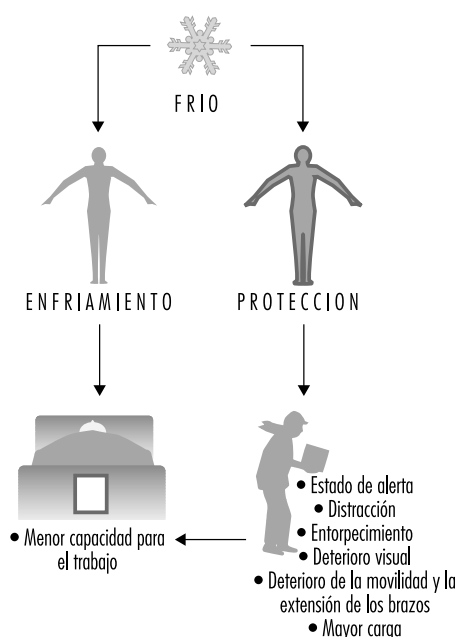 FRIO
ENFRIAMIENTO
PROTECCION
• Menor capacidad para
el trabajo
• Estado de alerta
• Distracción
• Entorpecimiento
• Deterioro visual
• Deterioro de la movilidad y la
extensión de los brazos
• Mayor carga